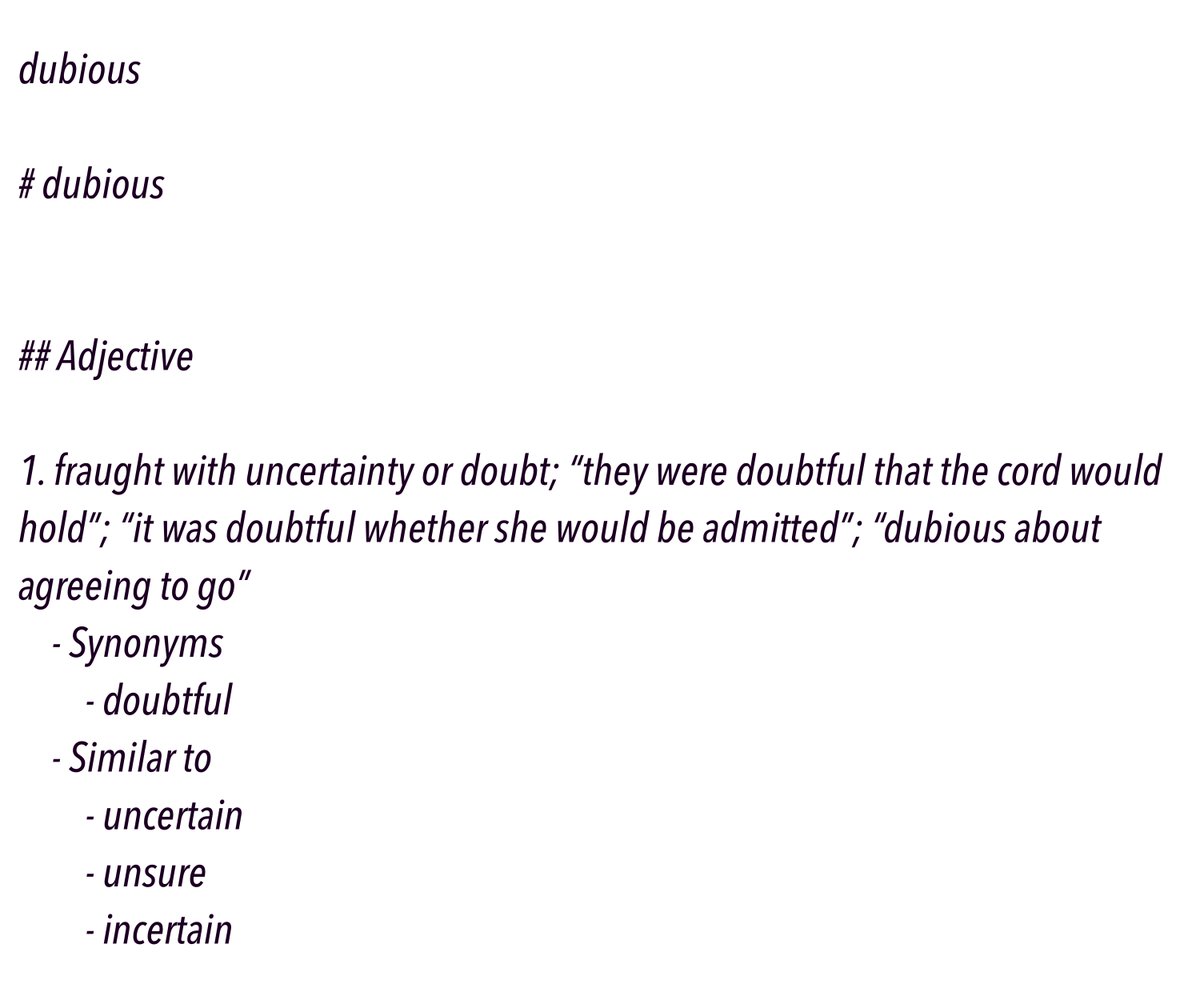 dubious
# dubious
## Adjective
1. fraught with uncertainty or doubt; “they were doubtful that the cord would
hold”; “it was doubtful whether she would be admitted”; “dubious about
agreeing to go”
- Synonyms
- doubtful
- Similar to
- uncertain
- unsure
- incertain